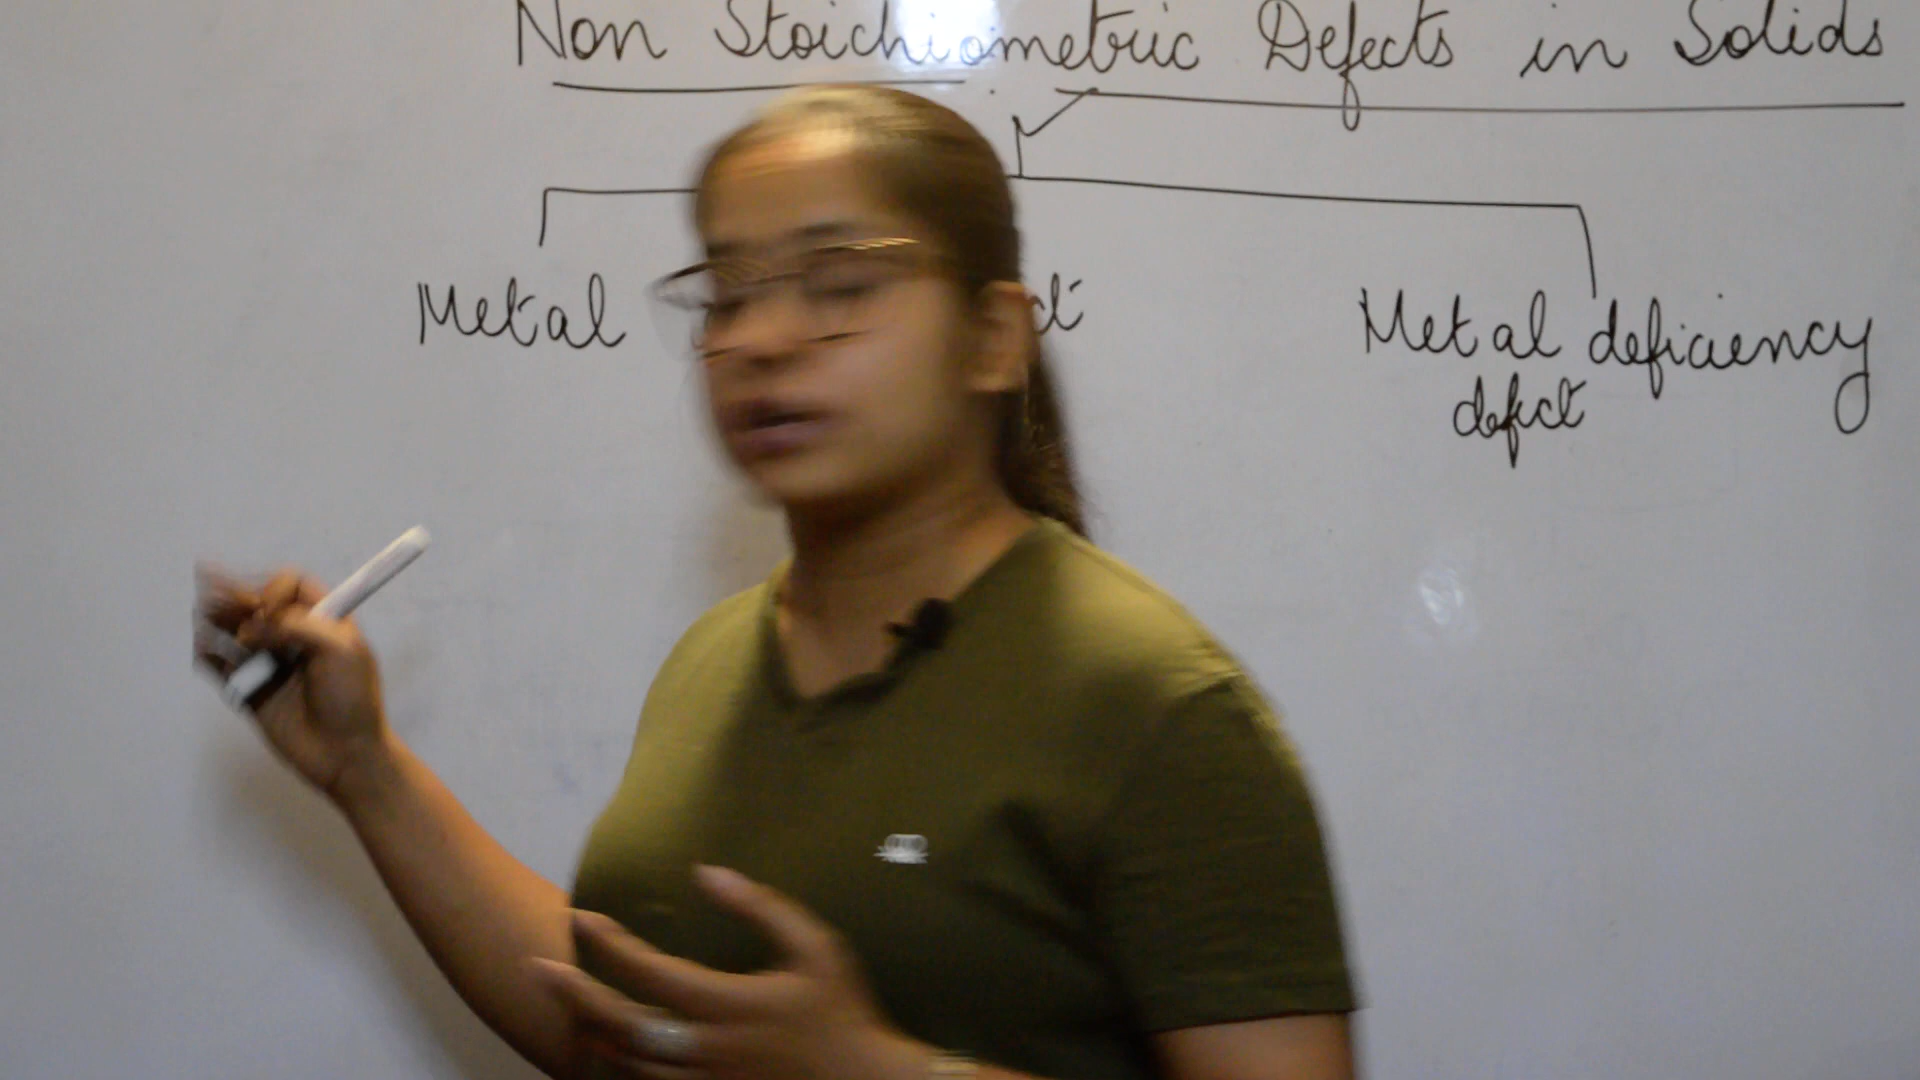 Non Stoichiometric Defects in Solids
Metal
Metal deficiency
defect